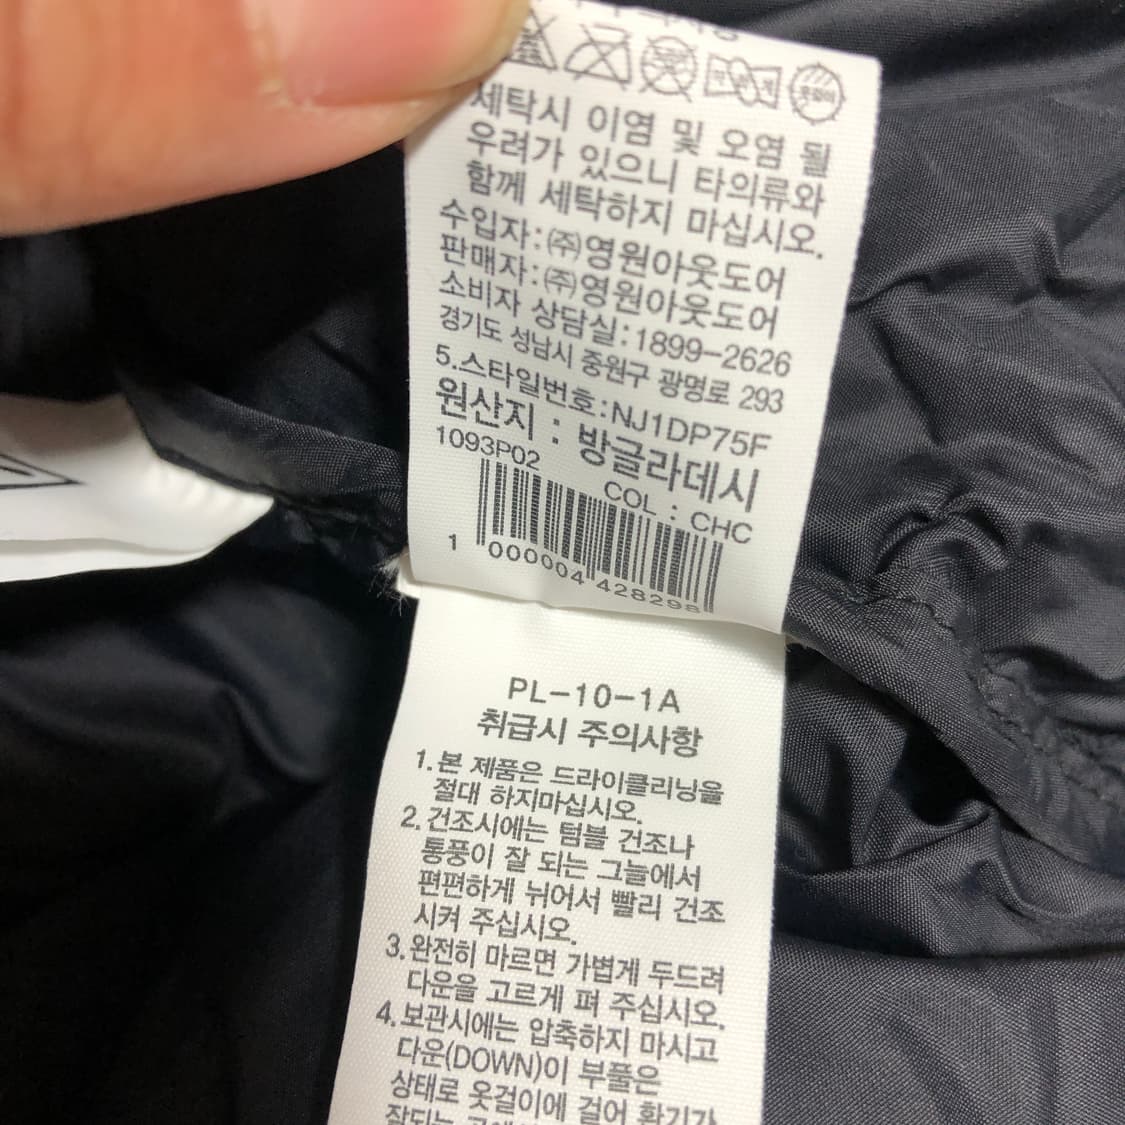 세탁시 이염 및 오염 될
우려가 있으니 타의류와
함께 세탁하지 마십시오.
수입자:㈜영원아웃도어
판매자:㈜영원아웃도어
소비자 상담실:1899-2626
경기도 성남시 중원구 광명로 293
5.스타일번호:NJ1DP75F
원산지 : 방글라데시
1093P02
COL : CHC
1 000004 428298
PL-10-1A
취급시 주의사항
1.본 제품은 드라이클리닝을
절대 하지마십시오.
2.건조시에는 텀블 건조나
통풍이 잘 되는 그늘에서
편편하게 뉘어서 빨리 건조
시켜 주십시오.
3.완전히 마르면 가볍게 두드려
다운을 고르게 펴 주십시오.
4.보관시에는 압축하지 마시고
다운(DOWN)이 부풀은
상태로 옷걸이에 걸어 환기가
잘되는